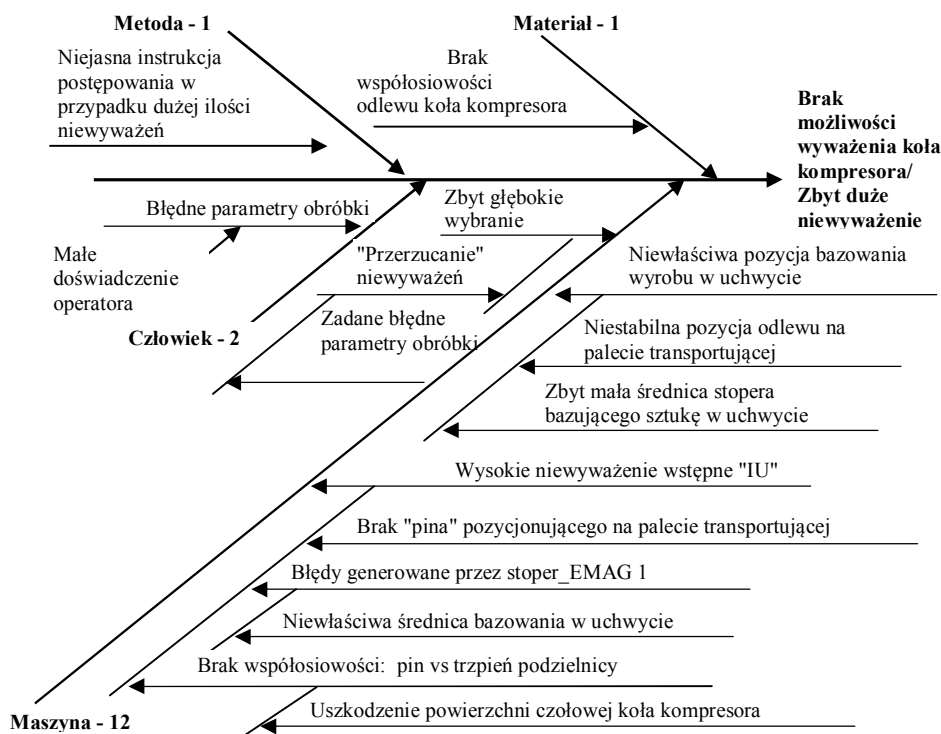 Metoda - 1
Niejasna instrukcja
postępowania w
przypadku dużej ilości
niewyważeń
Materiał - 1
Brak
współosiowości
odlewu koła kompresora
Brak
możliwości
wyważenia koła
kompresora/
Zbyt duże
niewyważenie
Błędne parametry obróbki
Małe
doświadczenie
operatora
Człowiek - 2
Zbyt głębokie
wybranie
"Przerzucanie"
niewyważeń
Zadane błędne
parametry obróbki
Niewłaściwa pozycja bazowania
wyrobu w uchwycie
Niestabilna pozycja odlewu na
palecie transportującej
Zbyt mała średnica stopera
bazującego sztukę w uchwycie
Wysokie niewyważenie wstępne "IU"
Brak "pina" pozycjonującego na palecie transportującej
Błędy generowane przez stoper_EMAG 1
Niewłaściwa średnica bazowania w uchwycie
Brak współosiowości: pin vs trzpień podzielnicy
Uszkodzenie powierzchni czołowej koła kompresora
Maszyna - 12